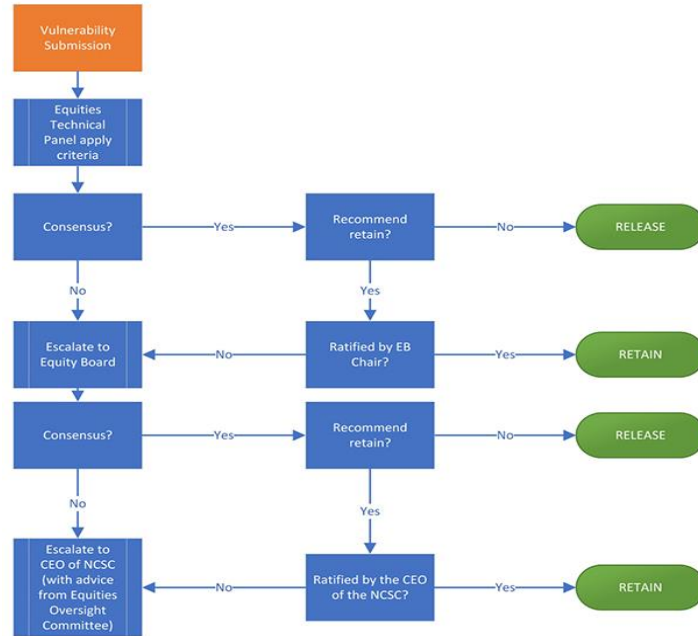 Vulnerability
Submission
Equities
Technical
Panel apply
criteria
Consensus?
Yes
Recommend
retain?
No
RELEASE
No
Yes
Escalate to
Equity Board
No
Ratified by EB
Chair?
Yes
RETAIN
Consensus?
Yes
Recommend
retain?
No
RELEASE
No
Yes
Escalate to
CEO of NCSC
(with advice
from Equities
Oversight
Committee)
No
Ratified by the CEO
of the NCSC?
Yes
RETAIN